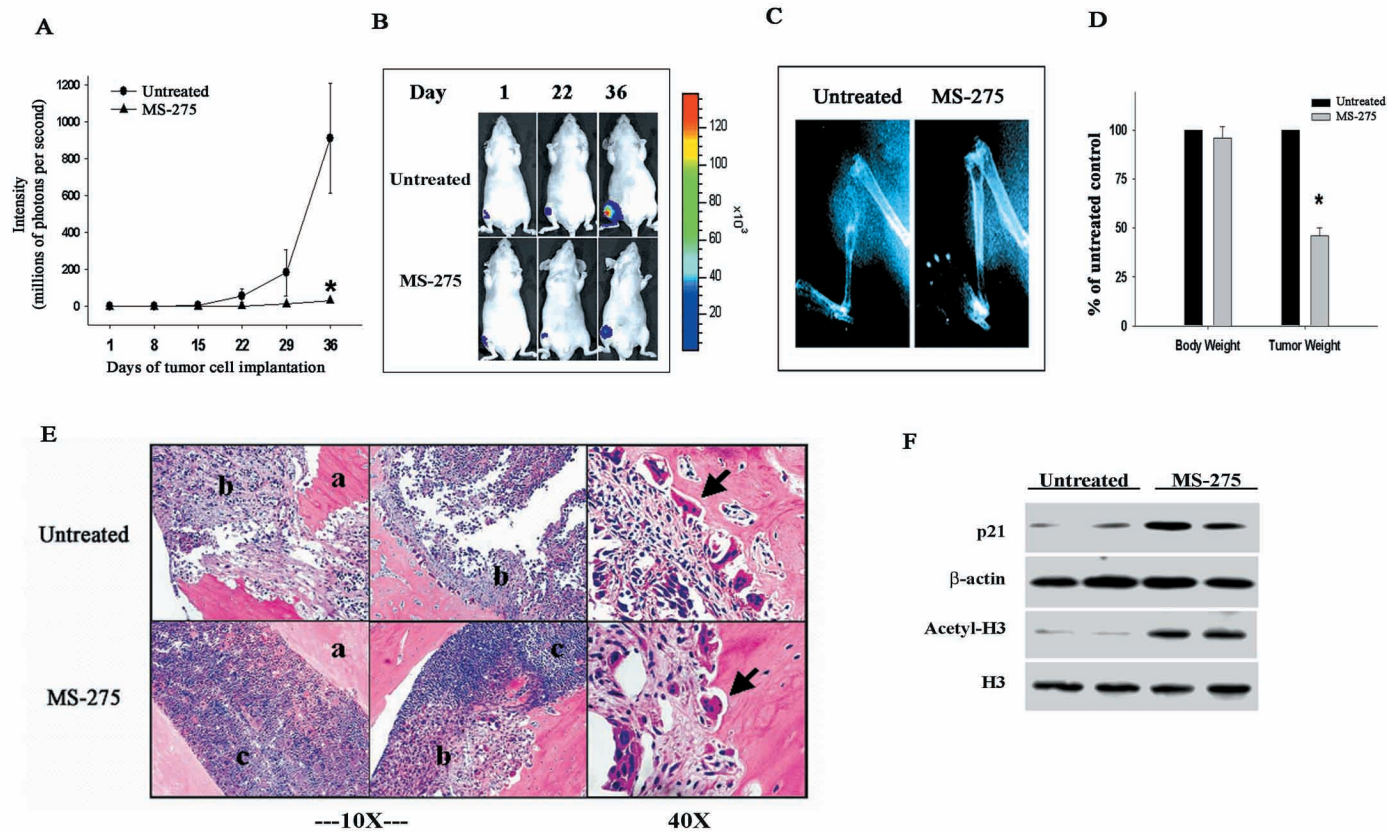 A
Intensity
(millions of photons per second)
1200
1000
800
600
400
200
0
Untreated
MS-275
*
1 8 15 22 29 36
Days of tumor cell implantation
B
Day 1 22 36
Untreated
MS-275
120
100
80
60
40
20
×10³
C
Untreated MS-275
D
% of untreated control
100
75
50
25
0
Untreated
MS-275
*
Body Weight Tumor Weight
E
Untreated
b a
b
MS-275
a
c
c
b
---10X--- 40X
F
Untreated MS-275
p21
β-actin
Acetyl-H3
H3